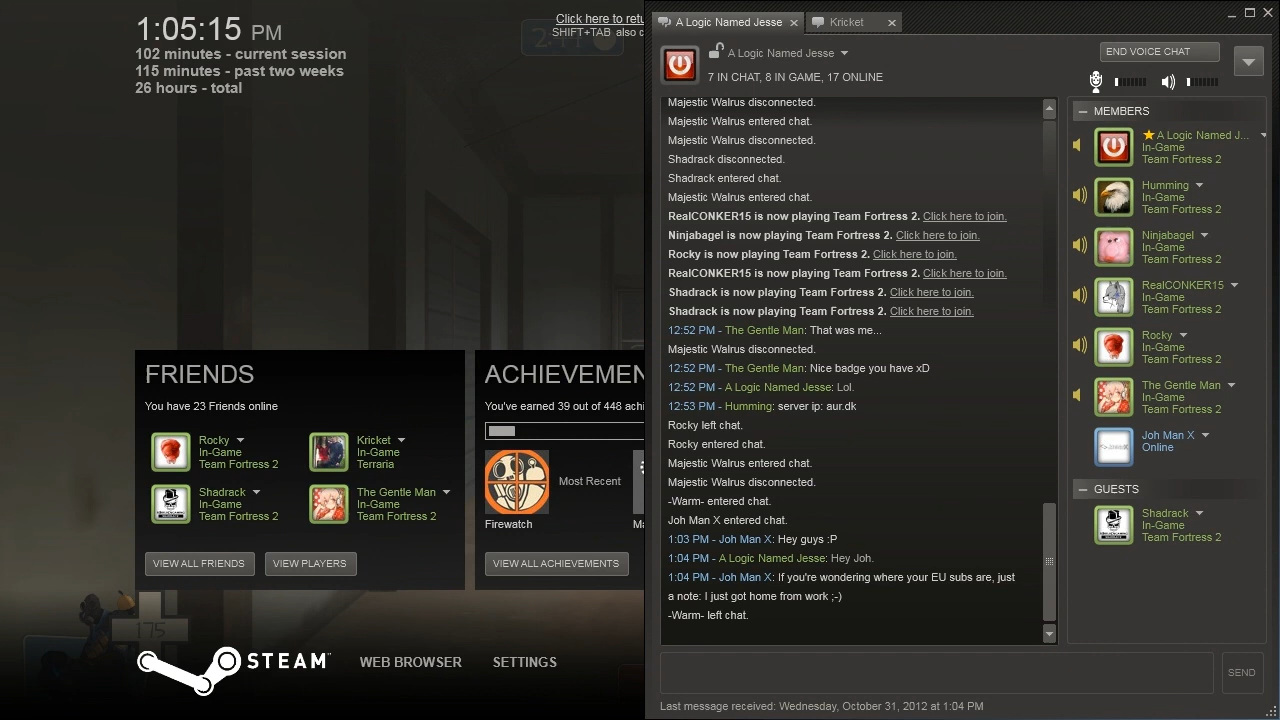 1:05:15 PM
102 minutes - current session
115 minutes - past two weeks
26 hours - total
Click here to retu
SHIFT+TAB also c
FRIENDS
You have 23 Friends online
Rocky
In-Game
Team Fortress 2
Kricket
In-Game
Terraria
Shadrack
In-Game
Team Fortress 2
The Gentle Man
In-Game
Team Fortress 2
VIEW ALL FRIENDS
VIEW PLAYERS
ACHIEVEMEN
You've earned 39 out of 448 achi
Most Recent
Firewatch
Ma
VIEW ALL ACHIEVEMENTS
175
STEAM
WEB BROWSER
SETTINGS
A Logic Named Jesse
Kricket
A Logic Named Jesse
7 IN CHAT, 8 IN GAME, 17 ONLINE
END VOICE CHAT
Majestic Walrus disconnected.
Majestic Walrus entered chat.
Majestic Walrus disconnected.
Shadrack disconnected.
Shadrack entered chat.
Majestic Walrus entered chat.
RealCONKER15 is now playing Team Fortress 2. Click here to join.
Ninjabagel is now playing Team Fortress 2. Click here to join.
Rocky is now playing Team Fortress 2. Click here to join.
RealCONKER15 is now playing Team Fortress 2. Click here to join.
Shadrack is now playing Team Fortress 2. Click here to join.
Shadrack is now playing Team Fortress 2. Click here to join.
12:52 PM - The Gentle Man: That was me...
Majestic Walrus disconnected.
12:52 PM - The Gentle Man: Nice badge you have xD
12:52 PM - A Logic Named Jesse: Lol.
12:53 PM - Humming: server ip: aur.dk
Rocky left chat.
Rocky entered chat.
Majestic Walrus entered chat.
Majestic Walrus disconnected.
-Warm- entered chat.
Joh Man X entered chat.
1:03 PM - Joh Man X: Hey guys :P
1:04 PM - A Logic Named Jesse: Hey Joh.
1:04 PM - Joh Man X: If you're wondering where your EU subs are, just
a note: I just got home from work ;-)
-Warm- left chat.
MEMBERS
A Logic Named J...
In-Game
Team Fortress 2
Humming
In-Game
Team Fortress 2
Ninjabagel
In-Game
Team Fortress 2
RealCONKER15
In-Game
Team Fortress 2
Rocky
In-Game
Team Fortress 2
The Gentle Man
In-Game
Team Fortress 2
Joh Man X
Online
GUESTS
Shadrack
In-Game
Team Fortress 2
SEND
Last message received: Wednesday, October 31, 2012 at 1:04 PM